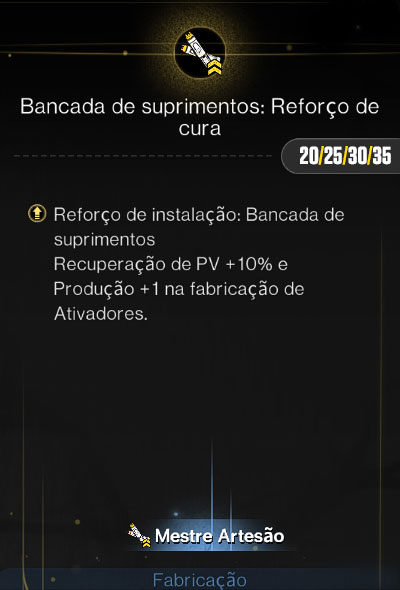 Bancada de suprimentos: Reforço de
cura
20/25/30/35
Reforço de instalação: Bancada de
suprimentos
Recuperação de PV +10% e
Produção +1 na fabricação de
Ativadores.
Mestre Artesão
Fabricação